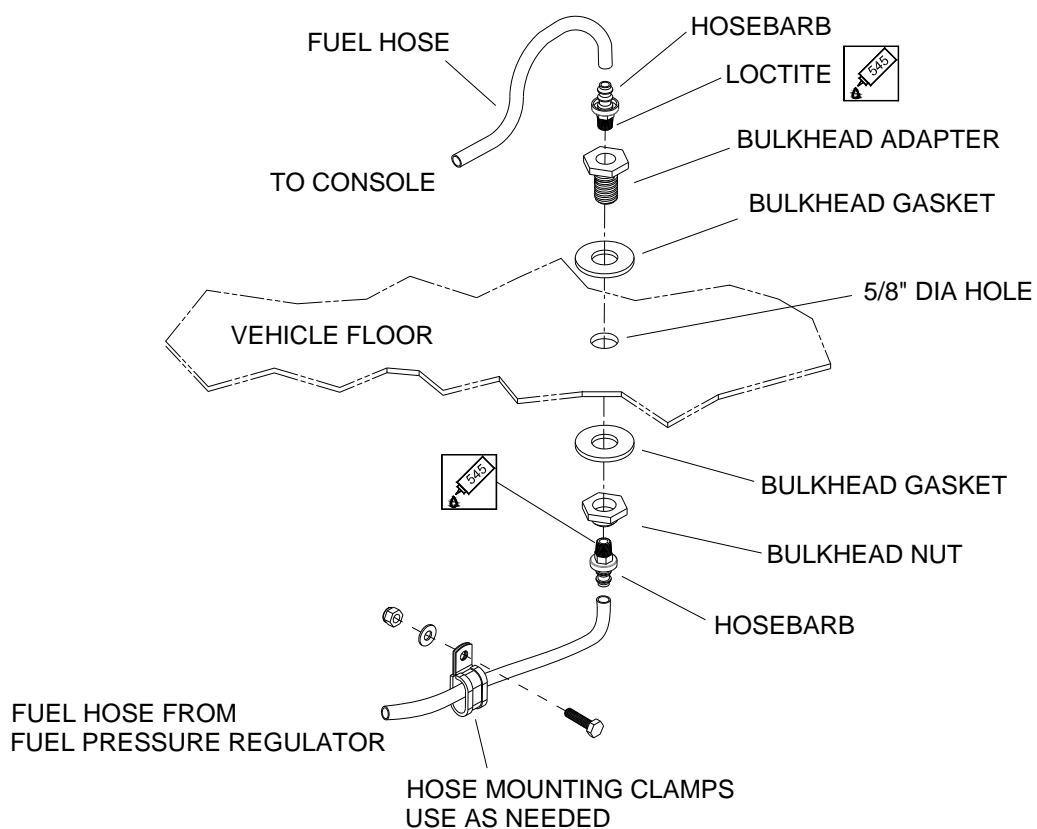 HOSEBARB
FUEL HOSE
LOCTITE
545
BULKHEAD ADAPTER
TO CONSOLE
BULKHEAD GASKET
5/8" DIA HOLE
VEHICLE FLOOR
545
BULKHEAD GASKET
BULKHEAD NUT
HOSEBARB
FUEL HOSE FROM
FUEL PRESSURE REGULATOR
HOSE MOUNTING CLAMPS
USE AS NEEDED